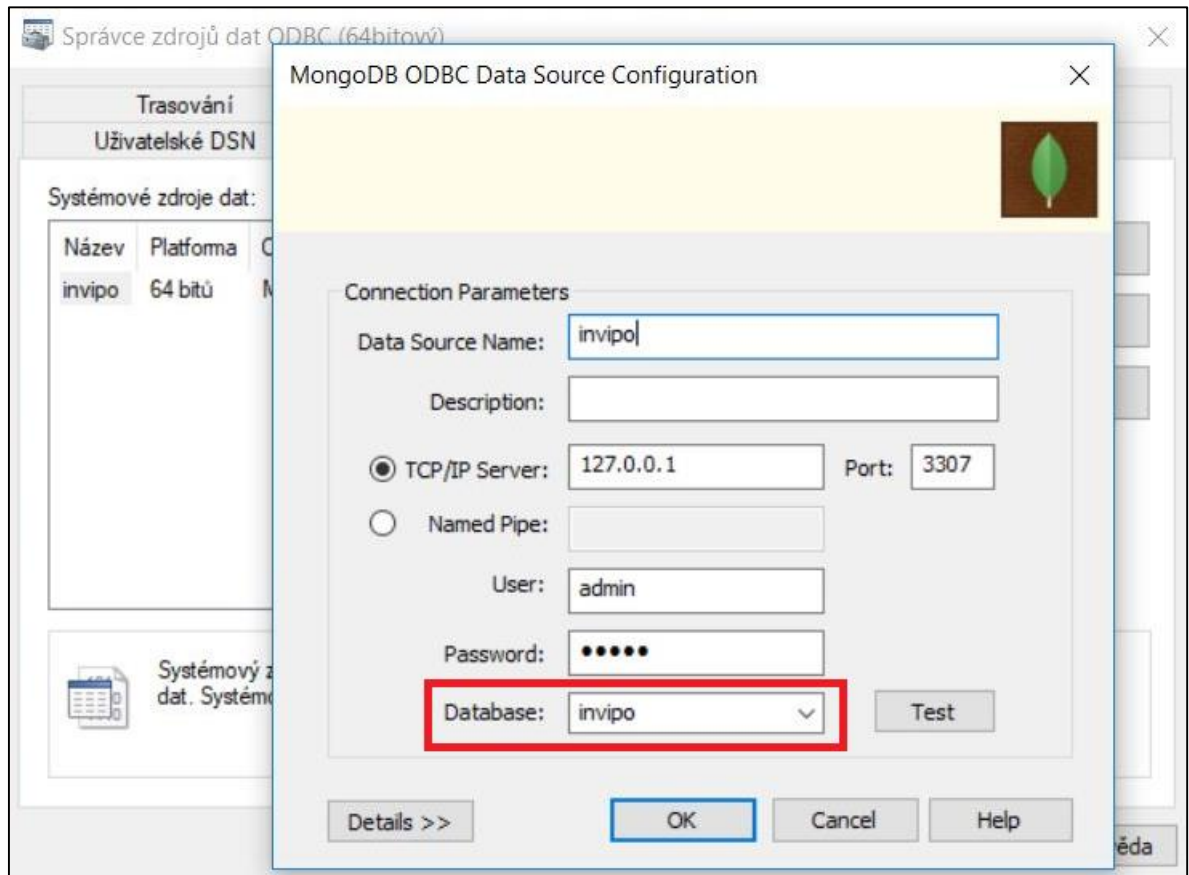 Správce zdrojů dat ODBC (64bitový)
MongoDB ODBC Data Source Configuration
Trasování
Uživatelské DSN
Systémové zdroje dat:
Název Platforma
invipo 64 bitů
Connection Parameters
Data Source Name: invipo
Description:
TCP/IP Server: 127.0.0.1 Port: 3307
Named Pipe:
User: admin
Password: •••••
Database: invipo Test
Systémový
dat.
Details >> OK Cancel Help